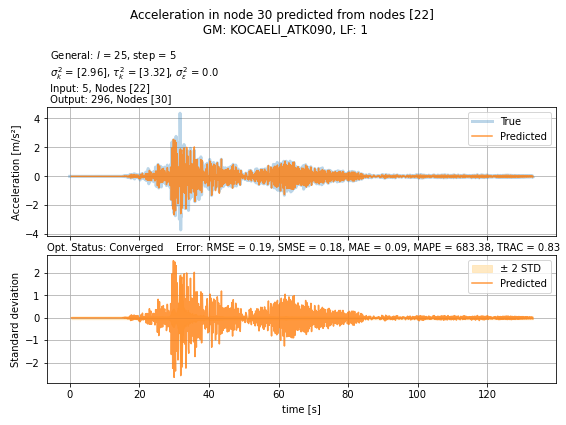 Acceleration in node 30 predicted from nodes [22]
GM: KOCAELI_ATK090, LF: 1
General: l = 25, step = 5
σ²ₖ = [2.96], τ²ₖ = [3.32], σ²ε = 0.0
Input: 5, Nodes [22]
Output: 296, Nodes [30]
Acceleration [m/s²]
4
2
0
−2
−4
True
Predicted
Opt. Status: Converged Error: RMSE = 0.19, SMSE = 0.18, MAE = 0.09, MAPE = 683.38, TRAC = 0.83
Standard deviation
2
1
0
−1
−2
± 2 STD
Predicted
0 20 40 60 80 100 120
time [s]